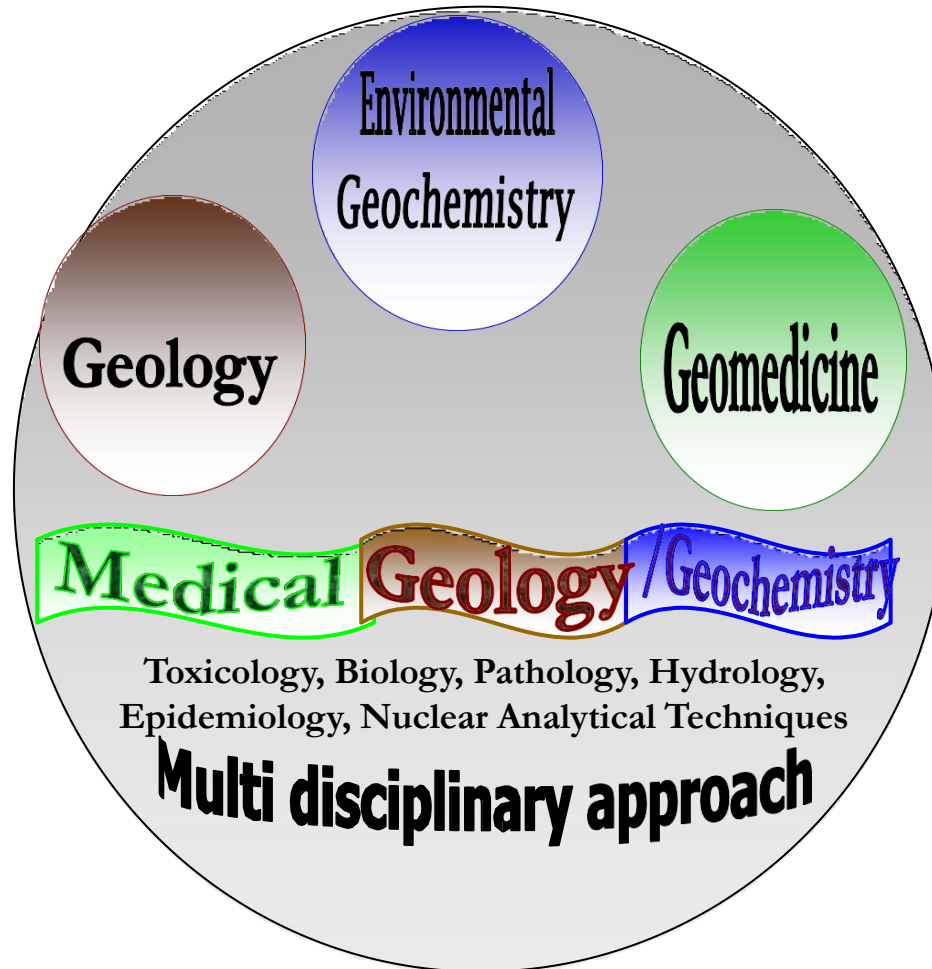 Environmental
Geochemistry
Geology
Geomedicine
Medical Geology /Geochemistry
Toxicology, Biology, Pathology, Hydrology,
Epidemiology, Nuclear Analytical Techniques
Multi disciplinary approach